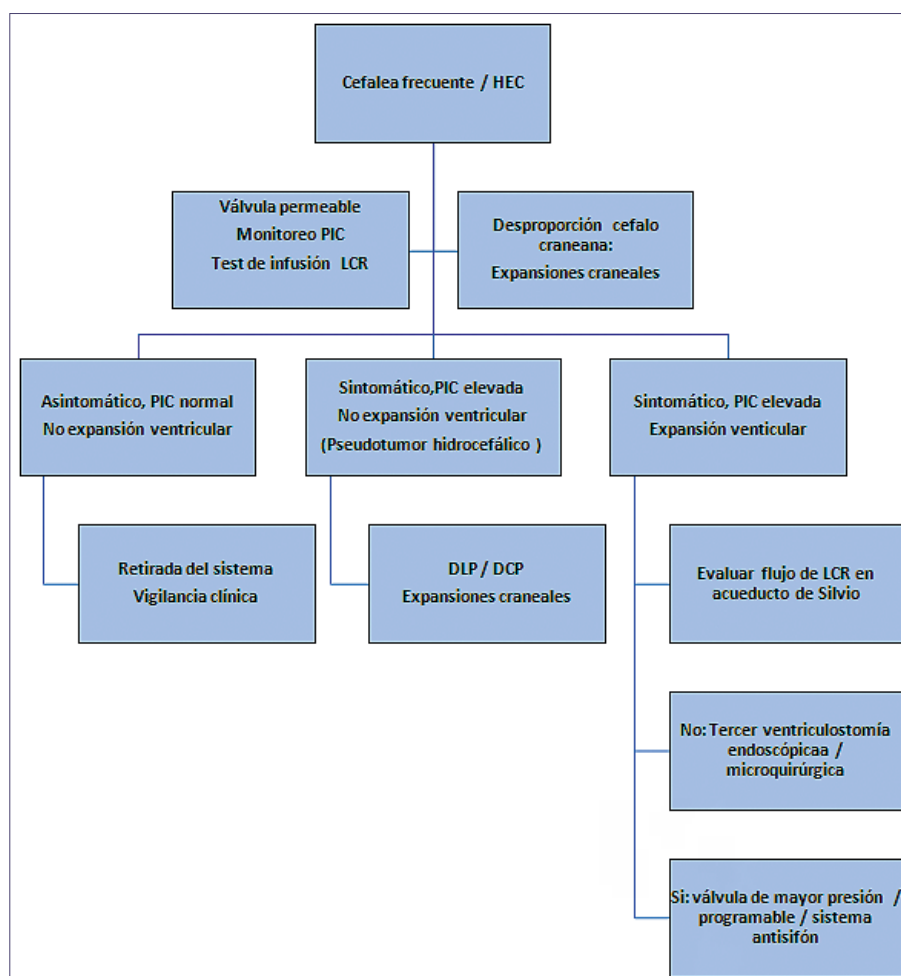 Cefalea frecuente / HEC
Válvula permeable
Monitoreo PIC
Test de infusión LCR
Desproporción cefalo
craneana:
Expansiones craneales
Asintomático, PIC normal
No expansión ventricular
Sintomático,PIC elevada
No expansión ventricular
(Pseudotumor hidrocefálico )
Sintomático, PIC elevada
Expansión venticular
Retirada del sistema
Vigilancia clínica
DLP / DCP
Expansiones craneales
Evaluar flujo de LCR en
acueducto de Silvio
No: Tercer ventriculostomía
endoscópicaa /
microquirúrgica
Si: válvula de mayor presión /
programable / sistema
antisifón